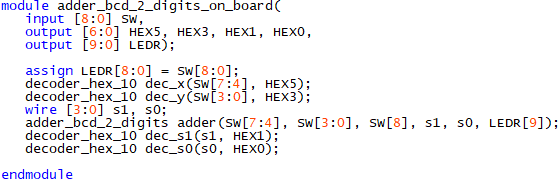 module adder_bcd_2_digits_on_board(
input [8:0] SW,
output [6:0] HEX5, HEX3, HEX1, HEX0,
output [9:0] LEDR);
assign LEDR[8:0] = SW[8:0];
decoder_hex_10 dec_x(SW[7:4], HEX5);
decoder_hex_10 dec_y(SW[3:0], HEX3);
wire [3:0] s1, s0;
adder_bcd_2_digits adder(SW[7:4], SW[3:0], SW[8], s1, s0, LEDR[9]);
decoder_hex_10 dec_s1(s1, HEX1);
decoder_hex_10 dec_s0(s0, HEX0);
endmodule